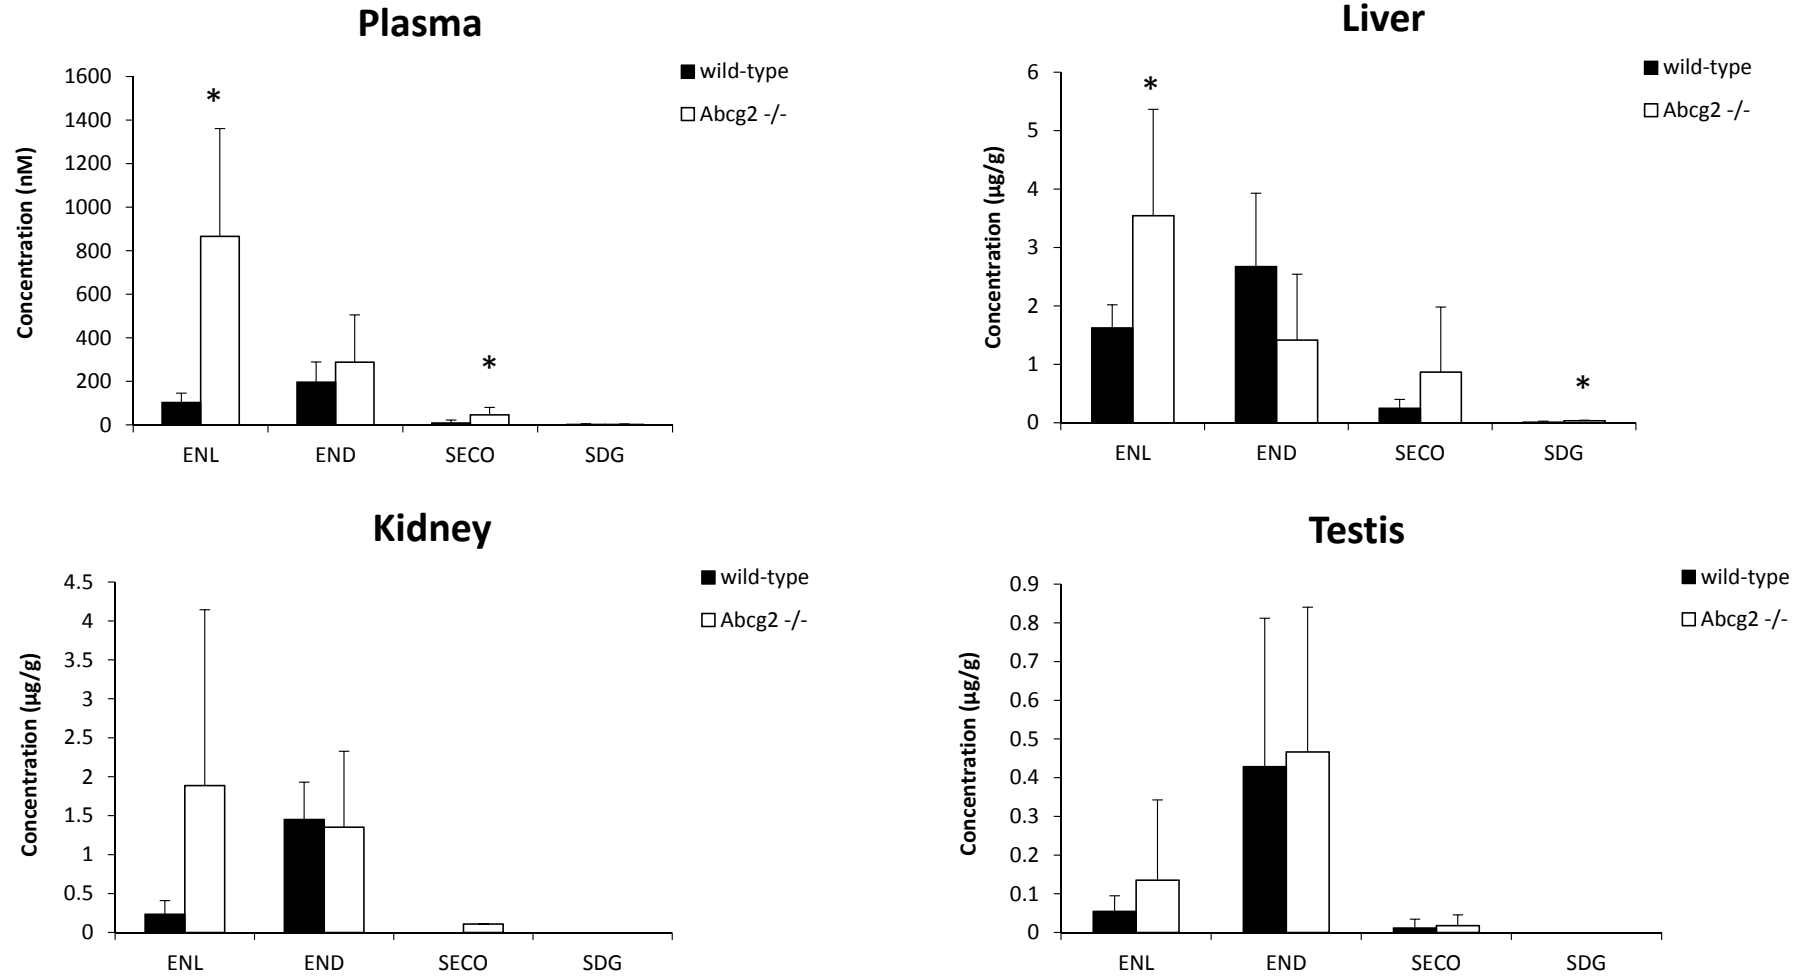 Plasma
wild-type
Abcg2 -/-
Concentration (nM)
1600
1400
1200
1000
800
600
400
200
0
*
*
ENL END SECO SDG
Liver
wild-type
Abcg2 -/-
Concentration (µg/g)
6
5
4
3
2
1
0
*
*
ENL END SECO SDG
Kidney
wild-type
Abcg2 -/-
Concentration (µg/g)
4.5
4
3.5
3
2.5
2
1.5
1
0.5
0
ENL END SECO SDG
Testis
wild-type
Abcg2 -/-
Concentration (µg/g)
0.9
0.8
0.7
0.6
0.5
0.4
0.3
0.2
0.1
0
ENL END SECO SDG